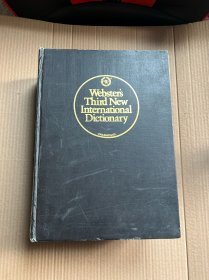 Webster's
Third New
International
Dictionary